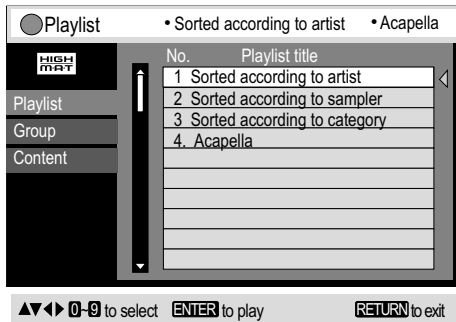 Playlist • Sorted according to artist • Acapella
HIGH
MAT
No. Playlist title
1 Sorted according to artist
2 Sorted according to sampler
3 Sorted according to category
4. Acapella
Playlist
Group
Content
▲▼◀▶ 0-9 to select ENTER to play RETURN to exit